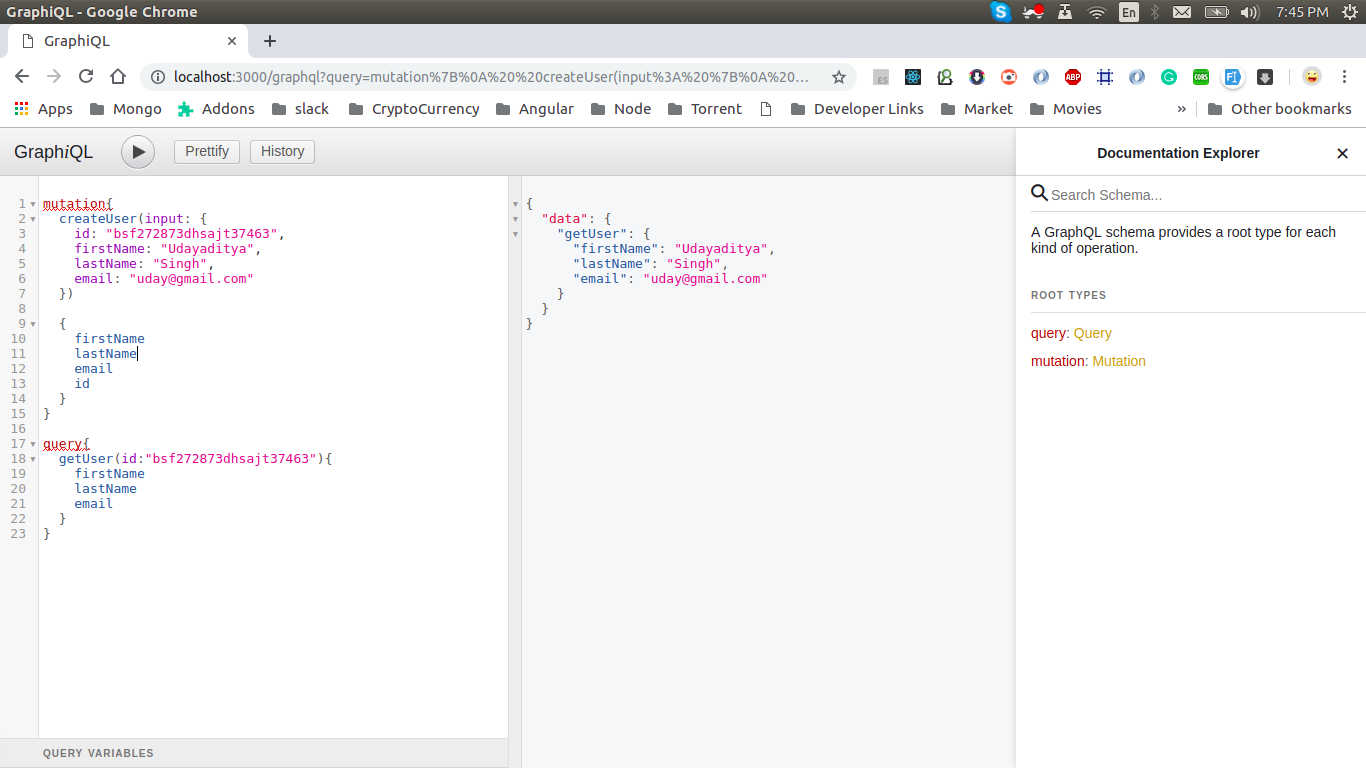 GraphiQL - Google Chrome
En
7:45 PM
GraphiQL
localhost:3000/graphql?query=mutation%7B%0A%20%20createUser(input%3A%20%7B%0A%20...
ES
ABP
CORS
Apps
Mongo
Addons
slack
CryptoCurrency
Angular
Node
Torrent
Developer Links
Market
Movies
»
Other bookmarks
GraphiQL
Prettify
History
1 mutation{
2 createUser(input: {
3 id: "bsf272873dhsajt37463",
4 firstName: "Udayaditya",
5 lastName: "Singh",
6 email: "uday@gmail.com"
7 })
8
9 {
10 firstName
11 lastName
12 email
13 id
14 }
15 }
16
17 query{
18 getUser(id:"bsf272873dhsajt37463"){
19 firstName
20 lastName
21 email
22 }
23 }
QUERY VARIABLES
{
"data": {
"getUser": {
"firstName": "Udayaditya",
"lastName": "Singh",
"email": "uday@gmail.com"
}
}
}
Documentation Explorer
Search Schema...
A GraphQL schema provides a root type for each
kind of operation.
ROOT TYPES
query: Query
mutation: Mutation